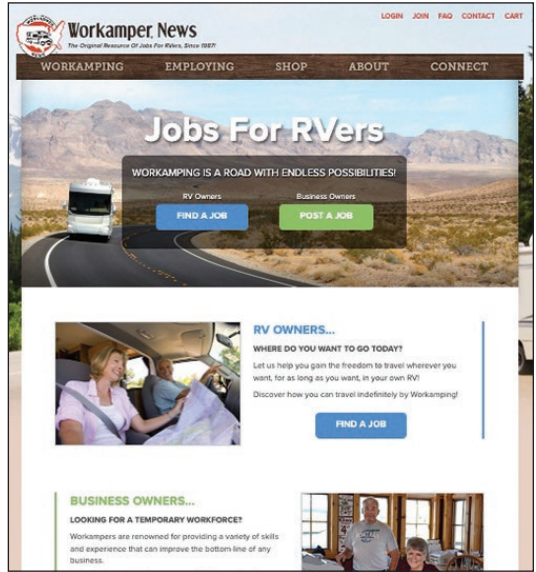 LOGIN JOIN FAQ CONTACT CART
Workamper News
The Original Resource Of Jobs For RVers, Since 1987!
WORKAMPING EMPLOYING SHOP ABOUT CONNECT
Jobs For RVers
WORKAMPING IS A ROAD WITH ENDLESS POSSIBILITIES!
RV Owners Business Owners
FIND A JOB POST A JOB
RV OWNERS...
WHERE DO YOU WANT TO GO TODAY?
Let us help you gain the freedom to travel wherever you
want, for as long as you want, in your own RV!
Discover how you can travel indefinitely by Workamping!
FIND A JOB
BUSINESS OWNERS...
LOOKING FOR A TEMPORARY WORKFORCE?
Workampers are renowned for providing a variety of skills
and experience that can improve the bottom-line of any
business.